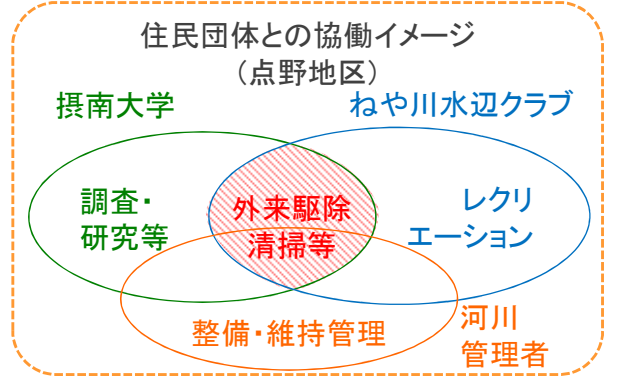 住民団体との協働イメージ
（点野地区）
摂南大学
ねや川水辺クラブ
調査・
研究等
外来駆除
清掃等
レクリ
エーション
整備・維持管理
河川
管理者